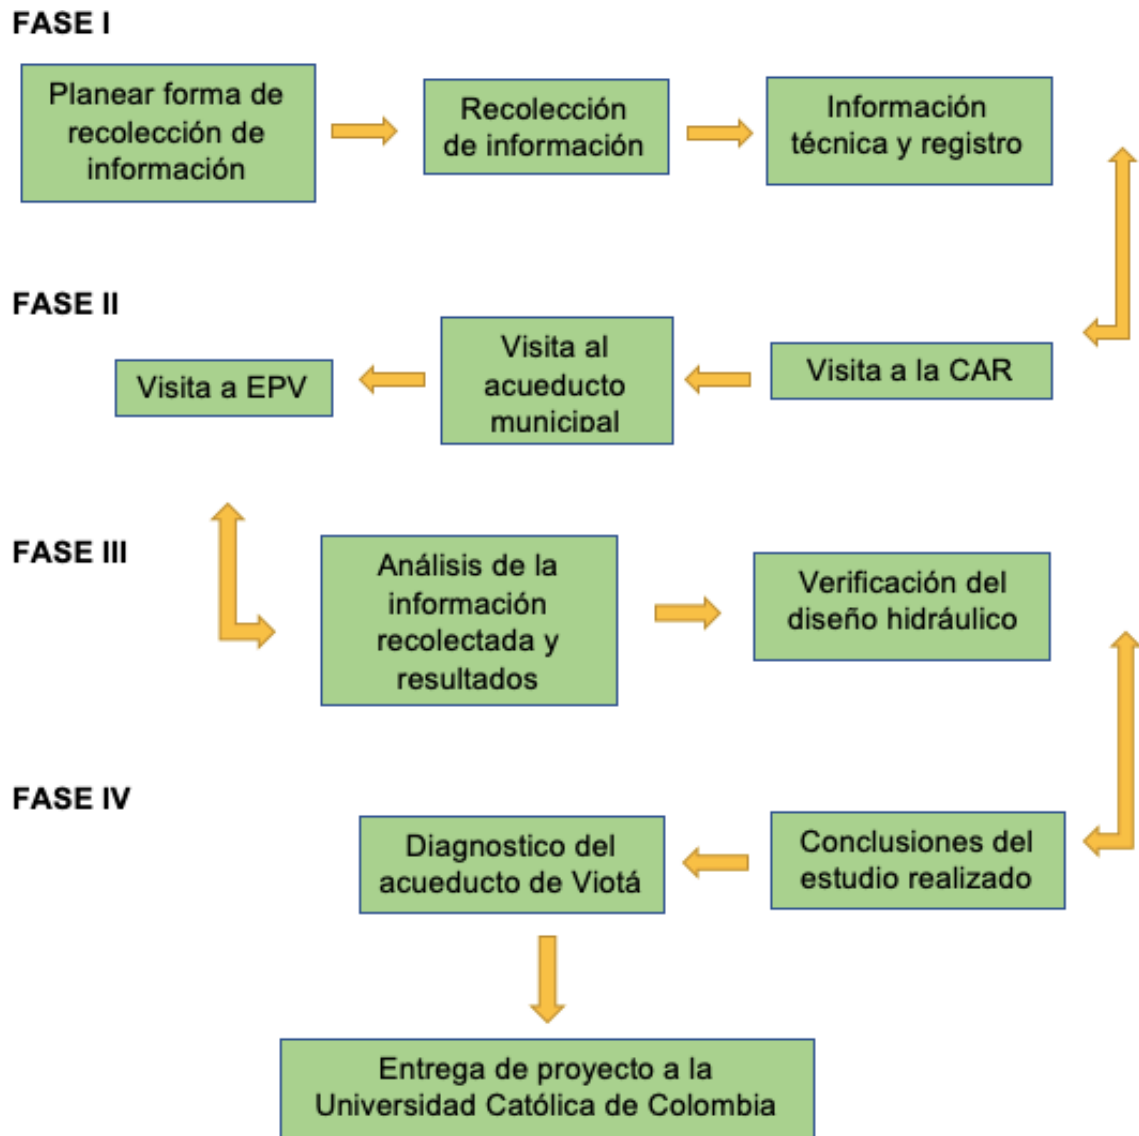 FASE I
Planear forma de
recolección de
información
Recolección
de información
Información
técnica y registro
FASE II
Visita a EPV
Visita al
acueducto
municipal
Visita a la CAR
FASE III
Análisis de la
información
recolectada y
resultados
Verificación del
diseño hidráulico
FASE IV
Diagnostico del
acueducto de Viotá
Conclusiones del
estudio realizado
Entrega de proyecto a la
Universidad Católica de Colombia